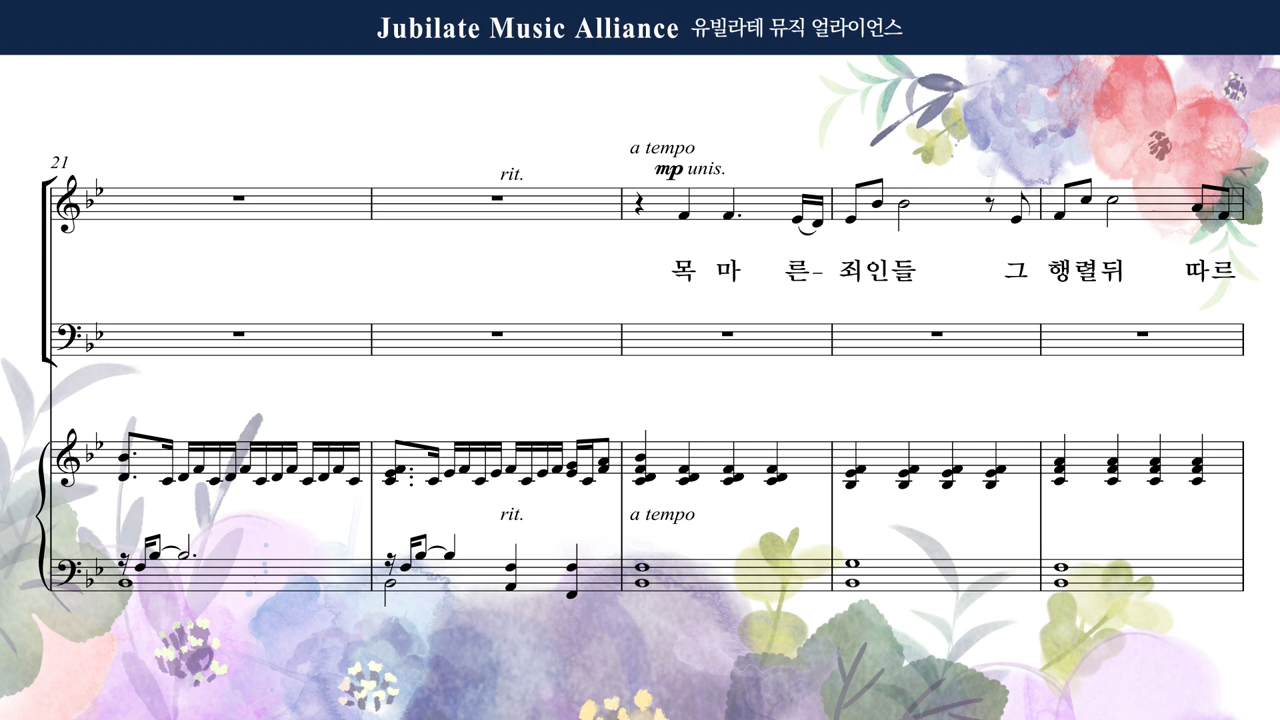 Jubilate Music Alliance 유빌라테 뮤직 얼라이언스
21
rit.
a tempo
mp unis.
목 마 른- 죄인들 그 행렬뒤 따르
rit.
a tempo